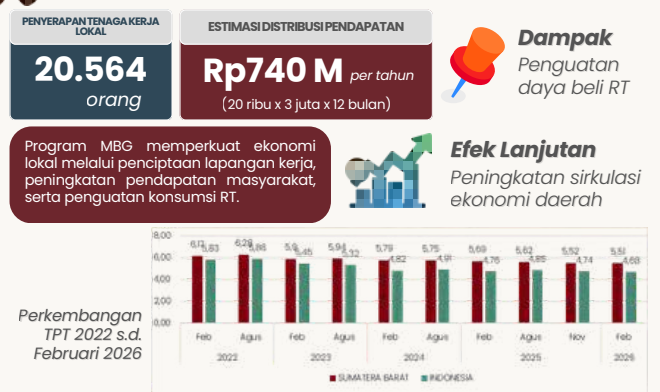 PENYERAPAN TENAGA KERJA
LOKAL
20.564
orang
ESTIMASI DISTRIBUSI PENDAPATAN
Rp740 M per tahun
(20 ribu x 3 juta x 12 bulan)
Dampak
Penguatan
daya beli RT
Program MBG memperkuat ekonomi
lokal melalui penciptaan lapangan kerja,
peningkatan pendapatan masyarakat,
serta penguatan konsumsi RT.
Efek Lanjutan
Peningkatan sirkulasi
ekonomi daerah
Perkembangan
TPT 2022 s.d.
Februari 2026
8,00
6,00
4,00
2,00
0,00
5,83 6,28 5,88 5,9 5,45 5,94 5,32 5,79 4,82 5,75 4,91 5,69 4,76 5,62 4,85 5,52 4,74 5,51 4,68
Feb Agus Feb Agus Feb Agus Feb Agus Nov Feb
2022 2023 2024 2025 2026
SUMATERA BARAT INDONESIA